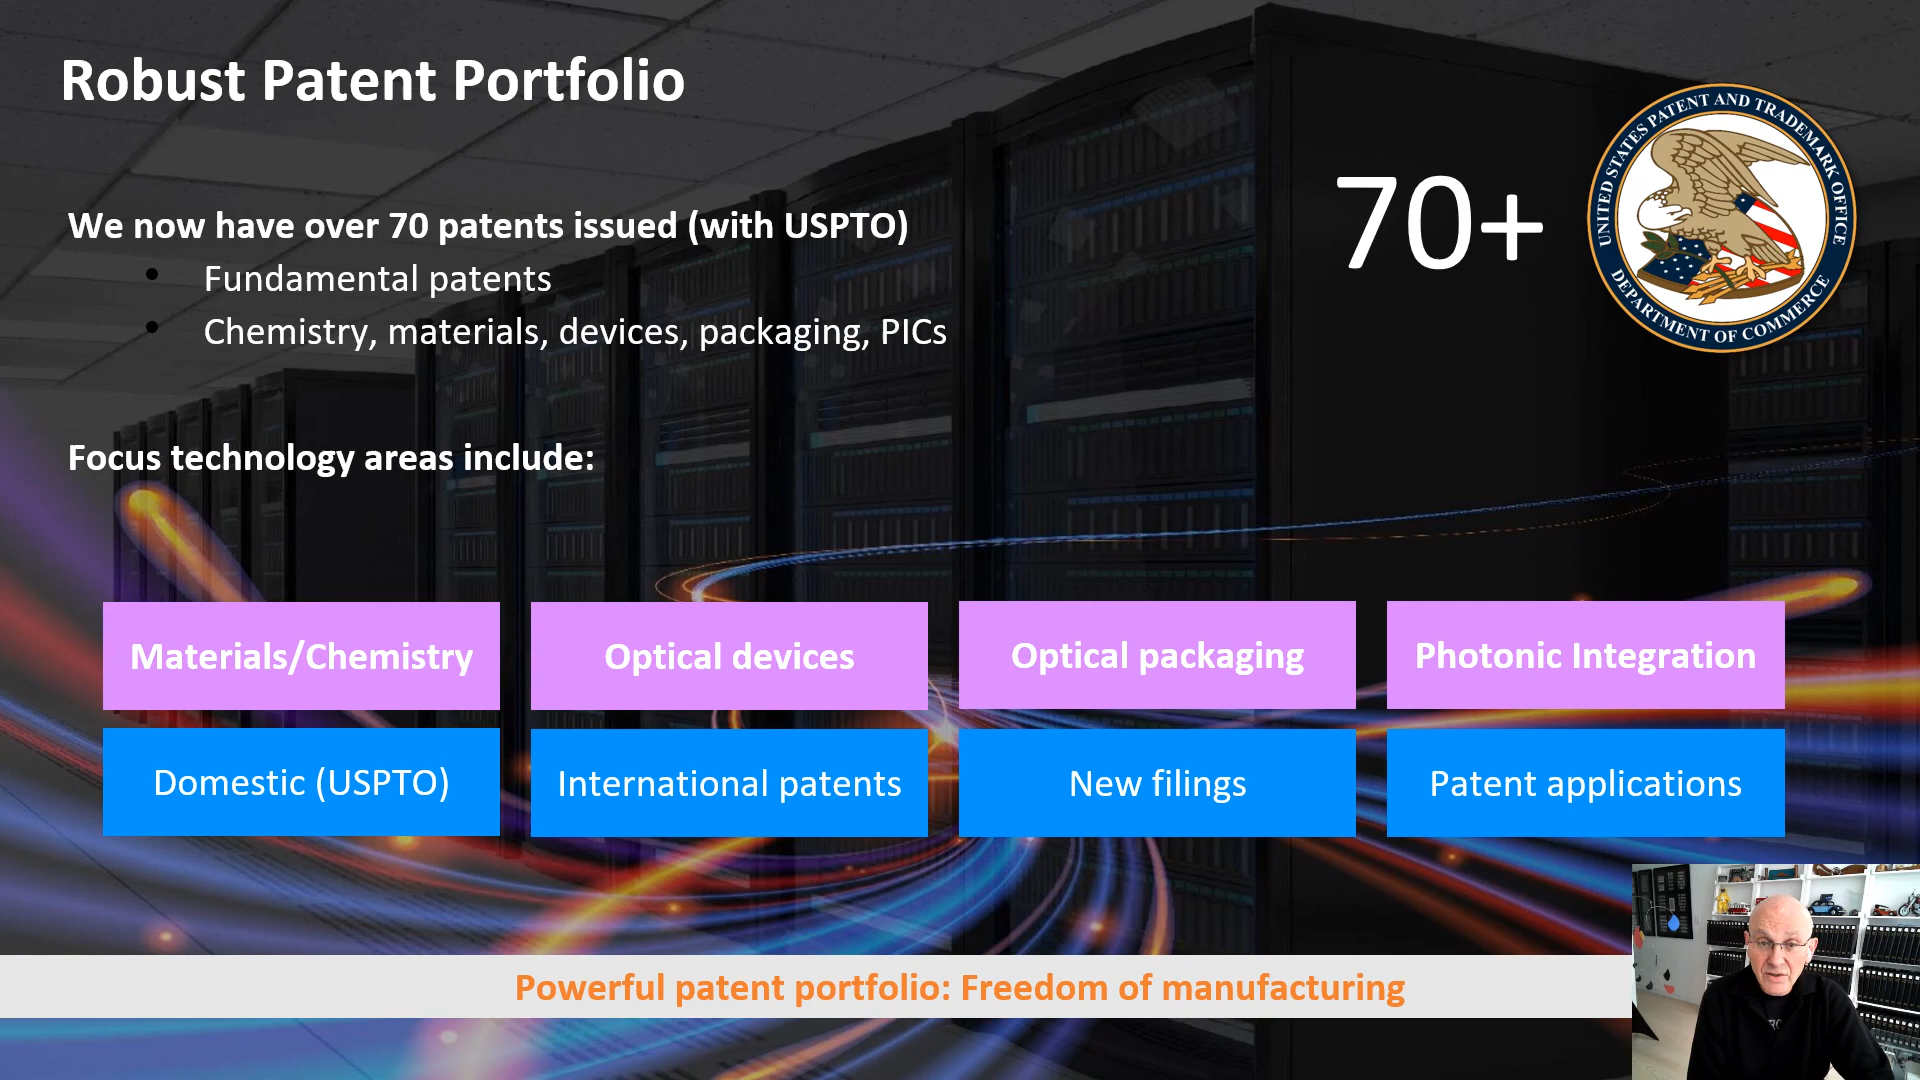 Robust Patent Portfolio
We now have over 70 patents issued (with USPTO)
• Fundamental patents
• Chemistry, materials, devices, packaging, PICs
70+
UNITED STATES PATENT AND TRADEMARK OFFICE
DEPARTMENT OF COMMERCE
Focus technology areas include:
Materials/Chemistry
Optical devices
Optical packaging
Photonic Integration
Domestic (USPTO)
International patents
New filings
Patent applications
Powerful patent portfolio: Freedom of manufacturing